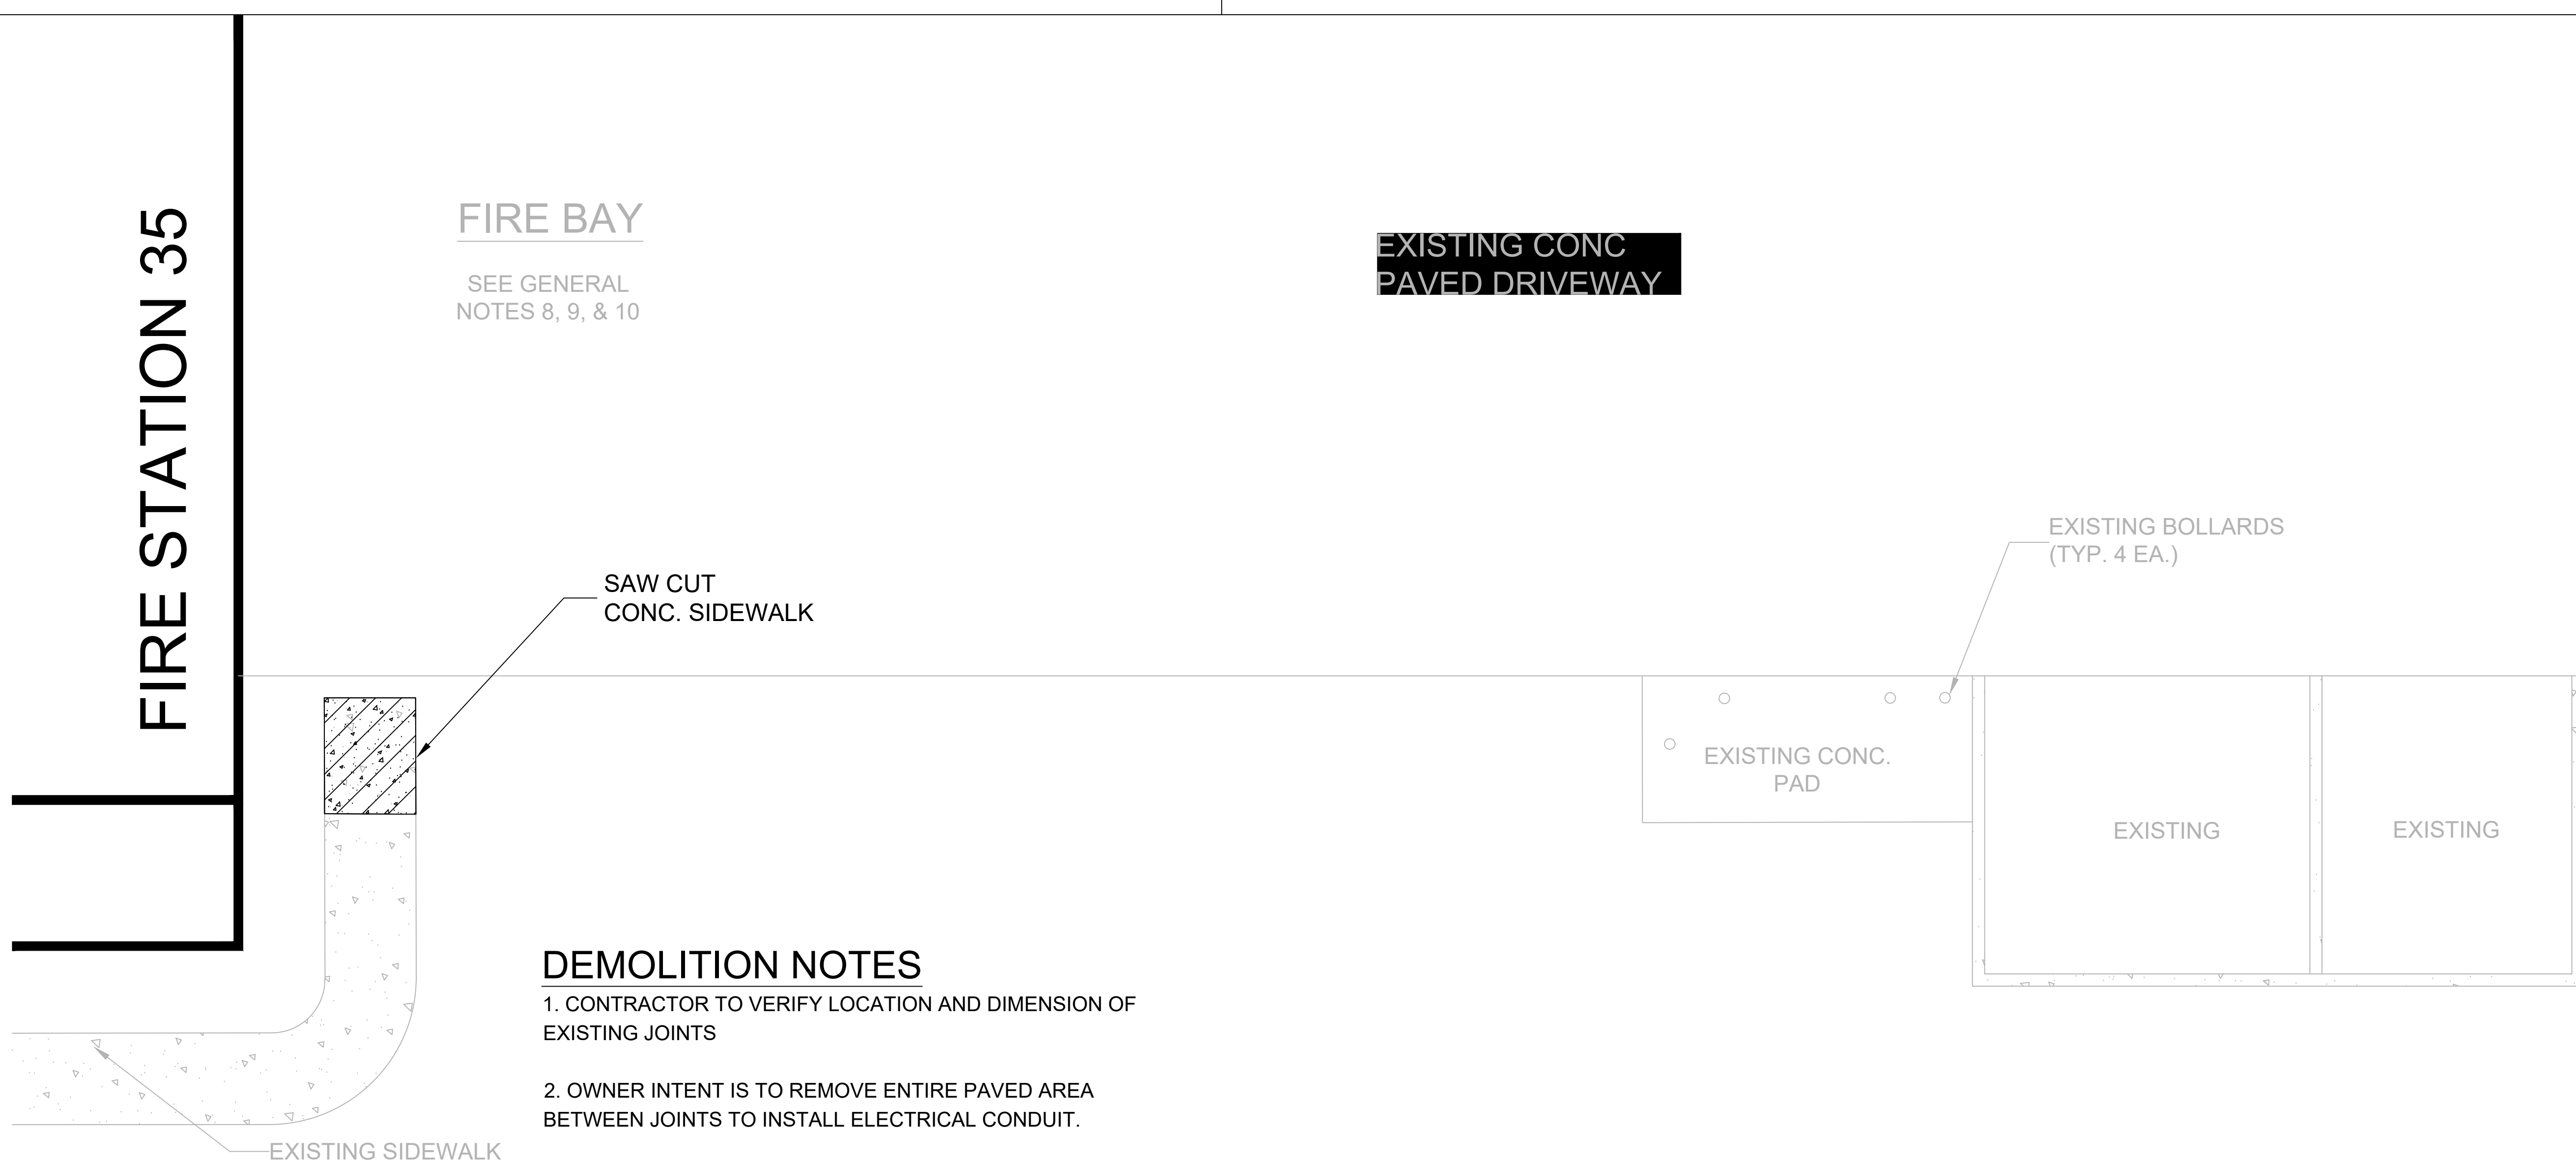 FIRE STATION 35
FIRE BAY
SEE GENERAL
NOTES 8, 9, & 10
EXISTING CONC
PAVED DRIVEWAY
EXISTING BOLLARDS
(TYP. 4 EA.)
SAW CUT
CONC. SIDEWALK
EXISTING CONC.
PAD
EXISTING
EXISTING
DEMOLITION NOTES
1. CONTRACTOR TO VERIFY LOCATION AND DIMENSION OF
EXISTING JOINTS
2. OWNER INTENT IS TO REMOVE ENTIRE PAVED AREA
BETWEEN JOINTS TO INSTALL ELECTRICAL CONDUIT.
EXISTING SIDEWALK